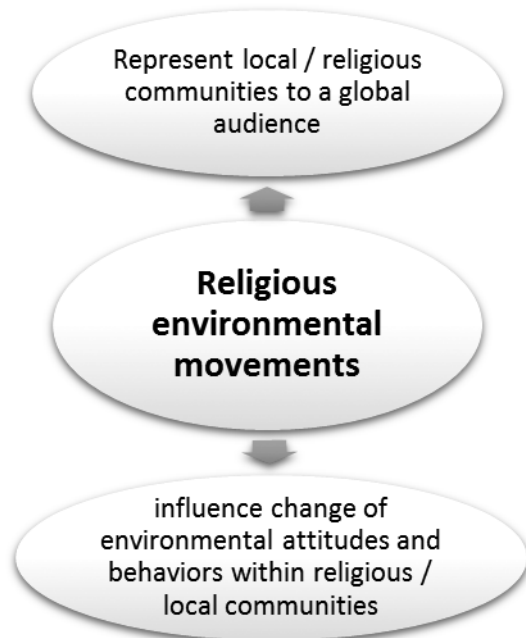 Represent local / religious
communities to a global
audience
Religious
environmental
movements
influence change of
environmental attitudes and
behaviors within religious /
local communities